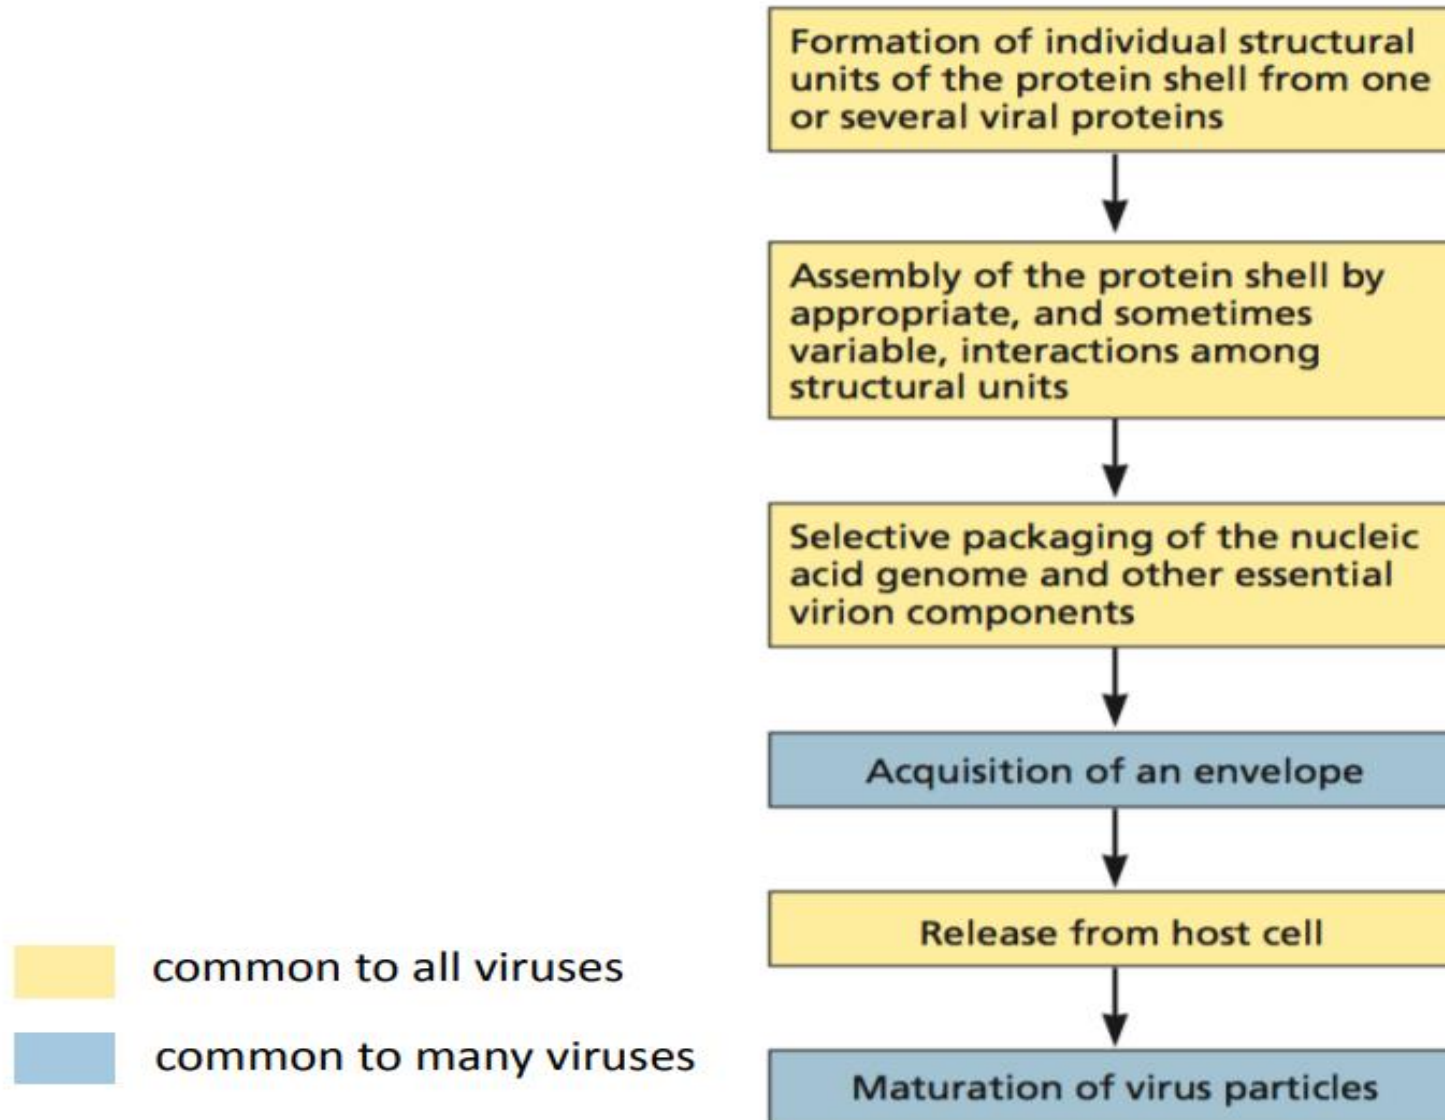 Formation of individual structural
units of the protein shell from one
or several viral proteins
Assembly of the protein shell by
appropriate, and sometimes
variable, interactions among
structural units
Selective packaging of the nucleic
acid genome and other essential
virion components
Acquisition of an envelope
Release from host cell
Maturation of virus particles
common to all viruses
common to many viruses